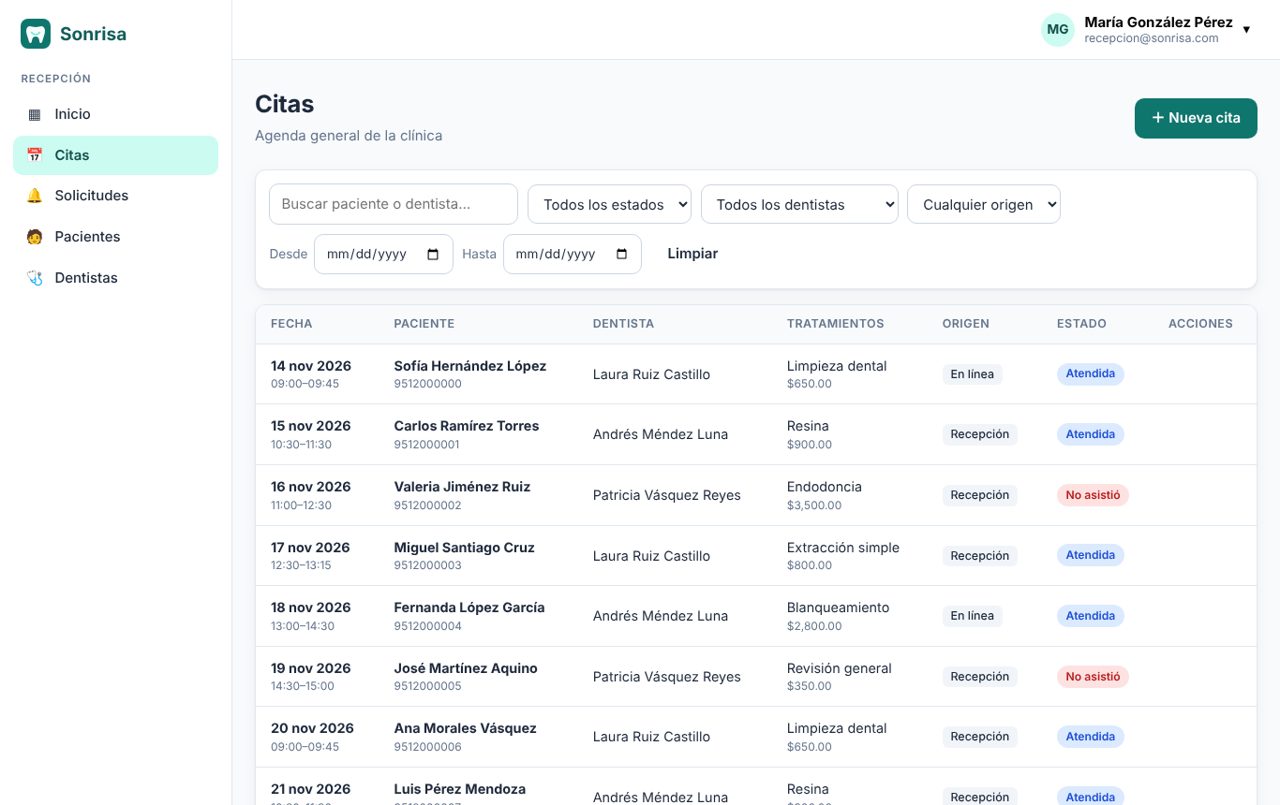 Sonrisa
MG
María González Pérez
▼
recepcion@sonrisa.com
RECEPCIÓN
Inicio
Citas
Solicitudes
Pacientes
Dentistas
Citas
Agenda general de la clínica
+ Nueva cita
Buscar paciente o dentista...
Todos los estados
Todos los dentistas
Cualquier origen
Desde mm/dd/yyyy Hasta mm/dd/yyyy Limpiar
FECHA PACIENTE DENTISTA TRATAMIENTOS ORIGEN ESTADO ACCIONES
14 nov 2026 Sofía Hernández López Laura Ruiz Castillo Limpieza dental En línea Atendida
09:00–09:45 9512000000 $650.00
15 nov 2026 Carlos Ramírez Torres Andrés Méndez Luna Resina Recepción Atendida
10:30–11:30 9512000001 $900.00
16 nov 2026 Valeria Jiménez Ruiz Patricia Vásquez Reyes Endodoncia Recepción No asistió
11:00–12:30 9512000002 $3,500.00
17 nov 2026 Miguel Santiago Cruz Laura Ruiz Castillo Extracción simple Recepción Atendida
12:30–13:15 9512000003 $800.00
18 nov 2026 Fernanda López García Andrés Méndez Luna Blanqueamiento En línea Atendida
13:00–14:30 9512000004 $2,800.00
19 nov 2026 José Martínez Aquino Patricia Vásquez Reyes Revisión general Recepción No asistió
14:30–15:00 9512000005 $350.00
20 nov 2026 Ana Morales Vásquez Laura Ruiz Castillo Limpieza dental Recepción Atendida
09:00–09:45 9512000006 $650.00
21 nov 2026 Luis Pérez Mendoza Andrés Méndez Luna Resina Recepción Atendida